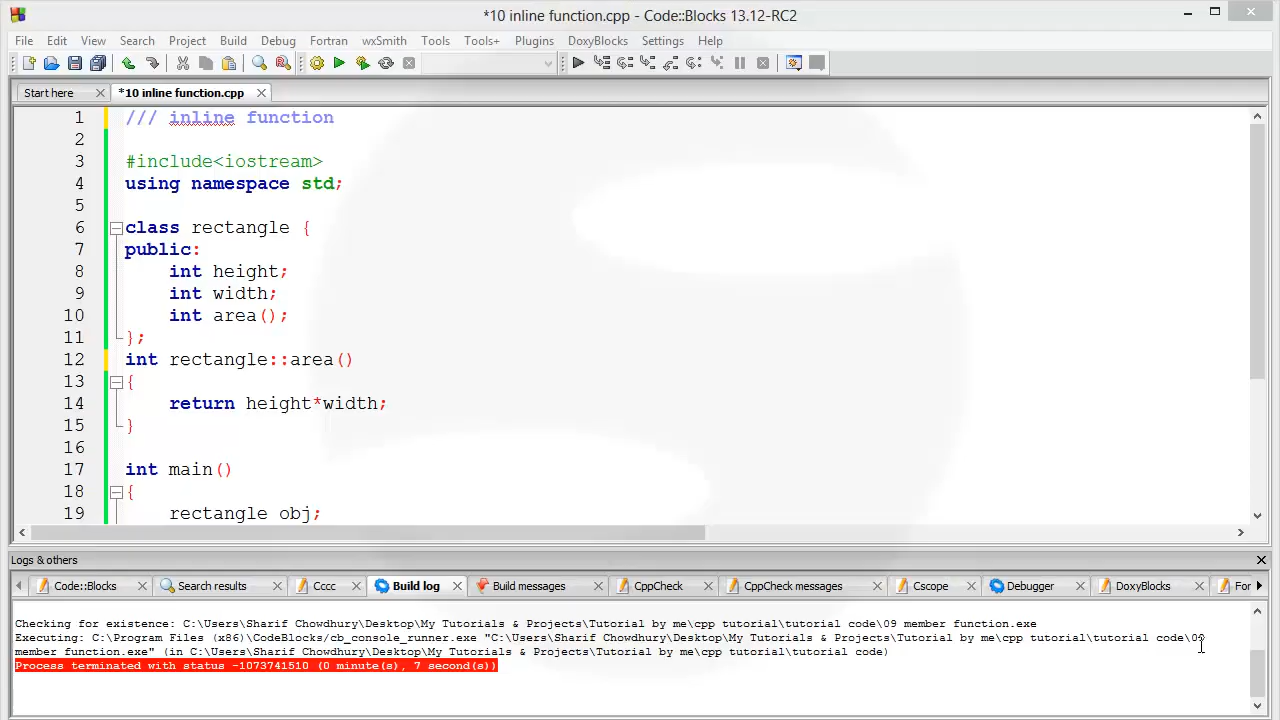 *10 inline function.cpp - Code::Blocks 13.12-RC2
File Edit View Search Project Build Debug Fortran wxSmith Tools Tools+ Plugins DoxyBlocks Settings Help
Start here *10 inline function.cpp
1 /// inline function
2
3 #include<iostream>
4 using namespace std;
5
6 class rectangle {
7 public:
8 int height;
9 int width;
10 int area();
11 };
12 int rectangle::area()
13 {
14 return height*width;
15 }
16
17 int main()
18 {
19 rectangle obj;
Logs & others
Code::Blocks Search results Cccc Build log Build messages CppCheck CppCheck messages Cscope Debugger DoxyBlocks For
Checking for existence: C:\Users\Sharif Chowdhury\Desktop\My Tutorials & Projects\Tutorial by me\cpp tutorial\tutorial code\09 member function.exe
Executing: C:\Program Files (x86)\CodeBlocks/cb_console_runner.exe "C:\Users\Sharif Chowdhury\Desktop\My Tutorials & Projects\Tutorial by me\cpp tutorial\tutorial code\09
member function.exe" (in C:\Users\Sharif Chowdhury\Desktop\My Tutorials & Projects\Tutorial by me\cpp tutorial\tutorial code)
Process terminated with status -1073741510 (0 minute(s), 7 second(s))